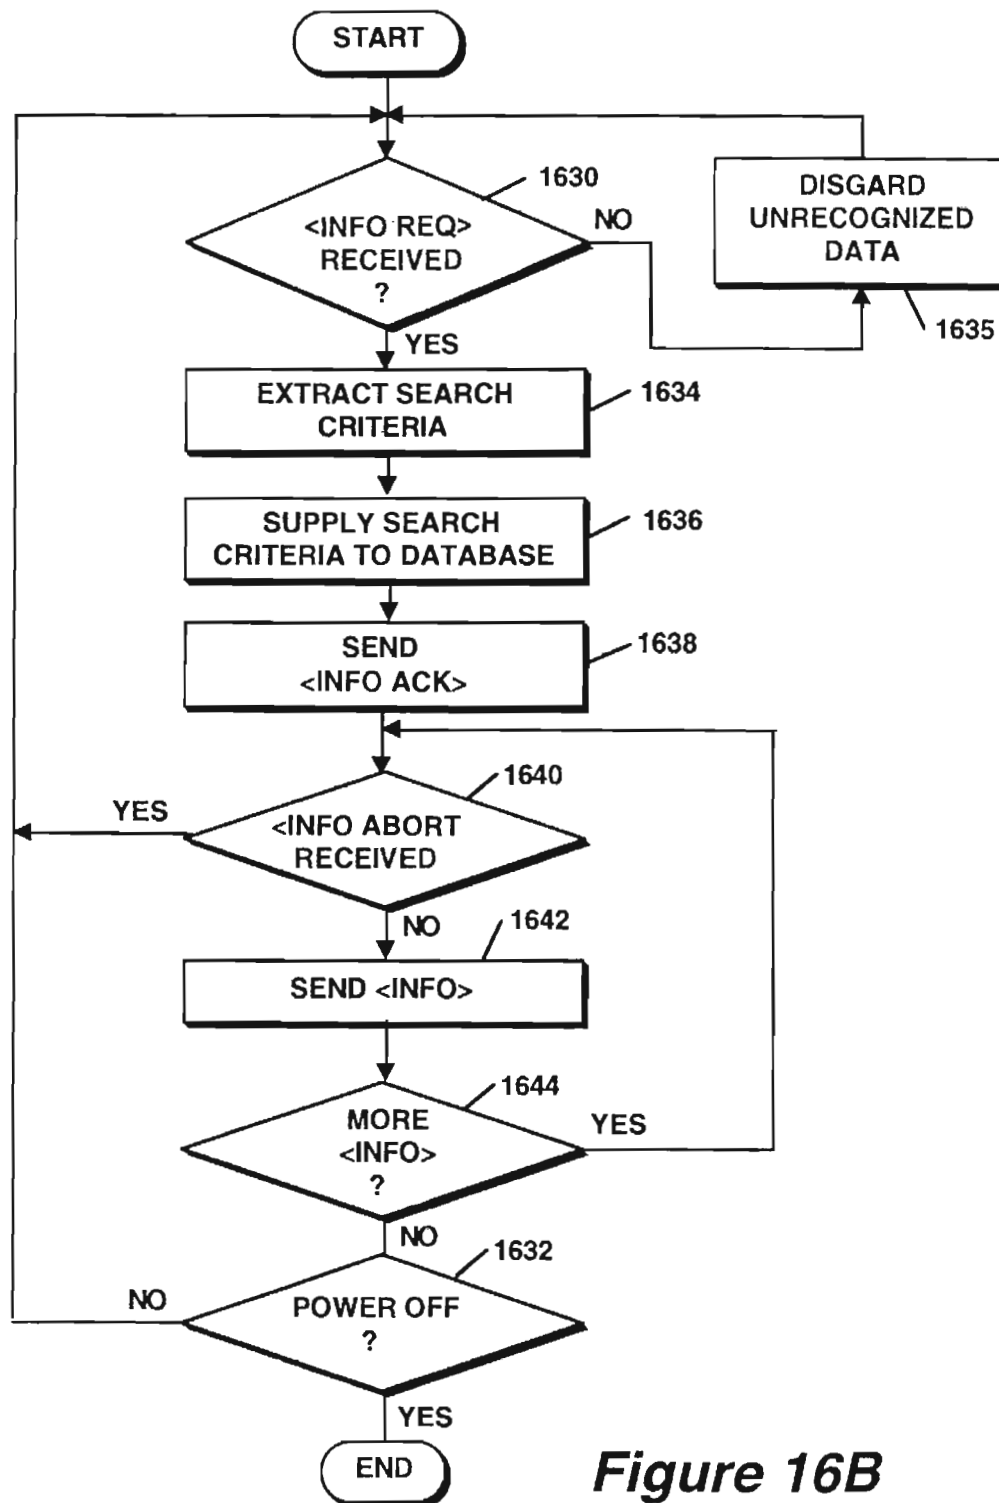 START
1630
<INFO REQ>
RECEIVED
?
NO
YES
DISGARD
UNRECOGNIZED
DATA
1635
EXTRACT SEARCH
CRITERIA
1634
SUPPLY SEARCH
CRITERIA TO DATABASE
1636
SEND
<INFO ACK>
1638
1640
YES
<INFO ABORT
RECEIVED
NO
1642
SEND <INFO>
1644
MORE
<INFO>
?
YES
NO
1632
NO
POWER OFF
?
YES
END
Figure 16B